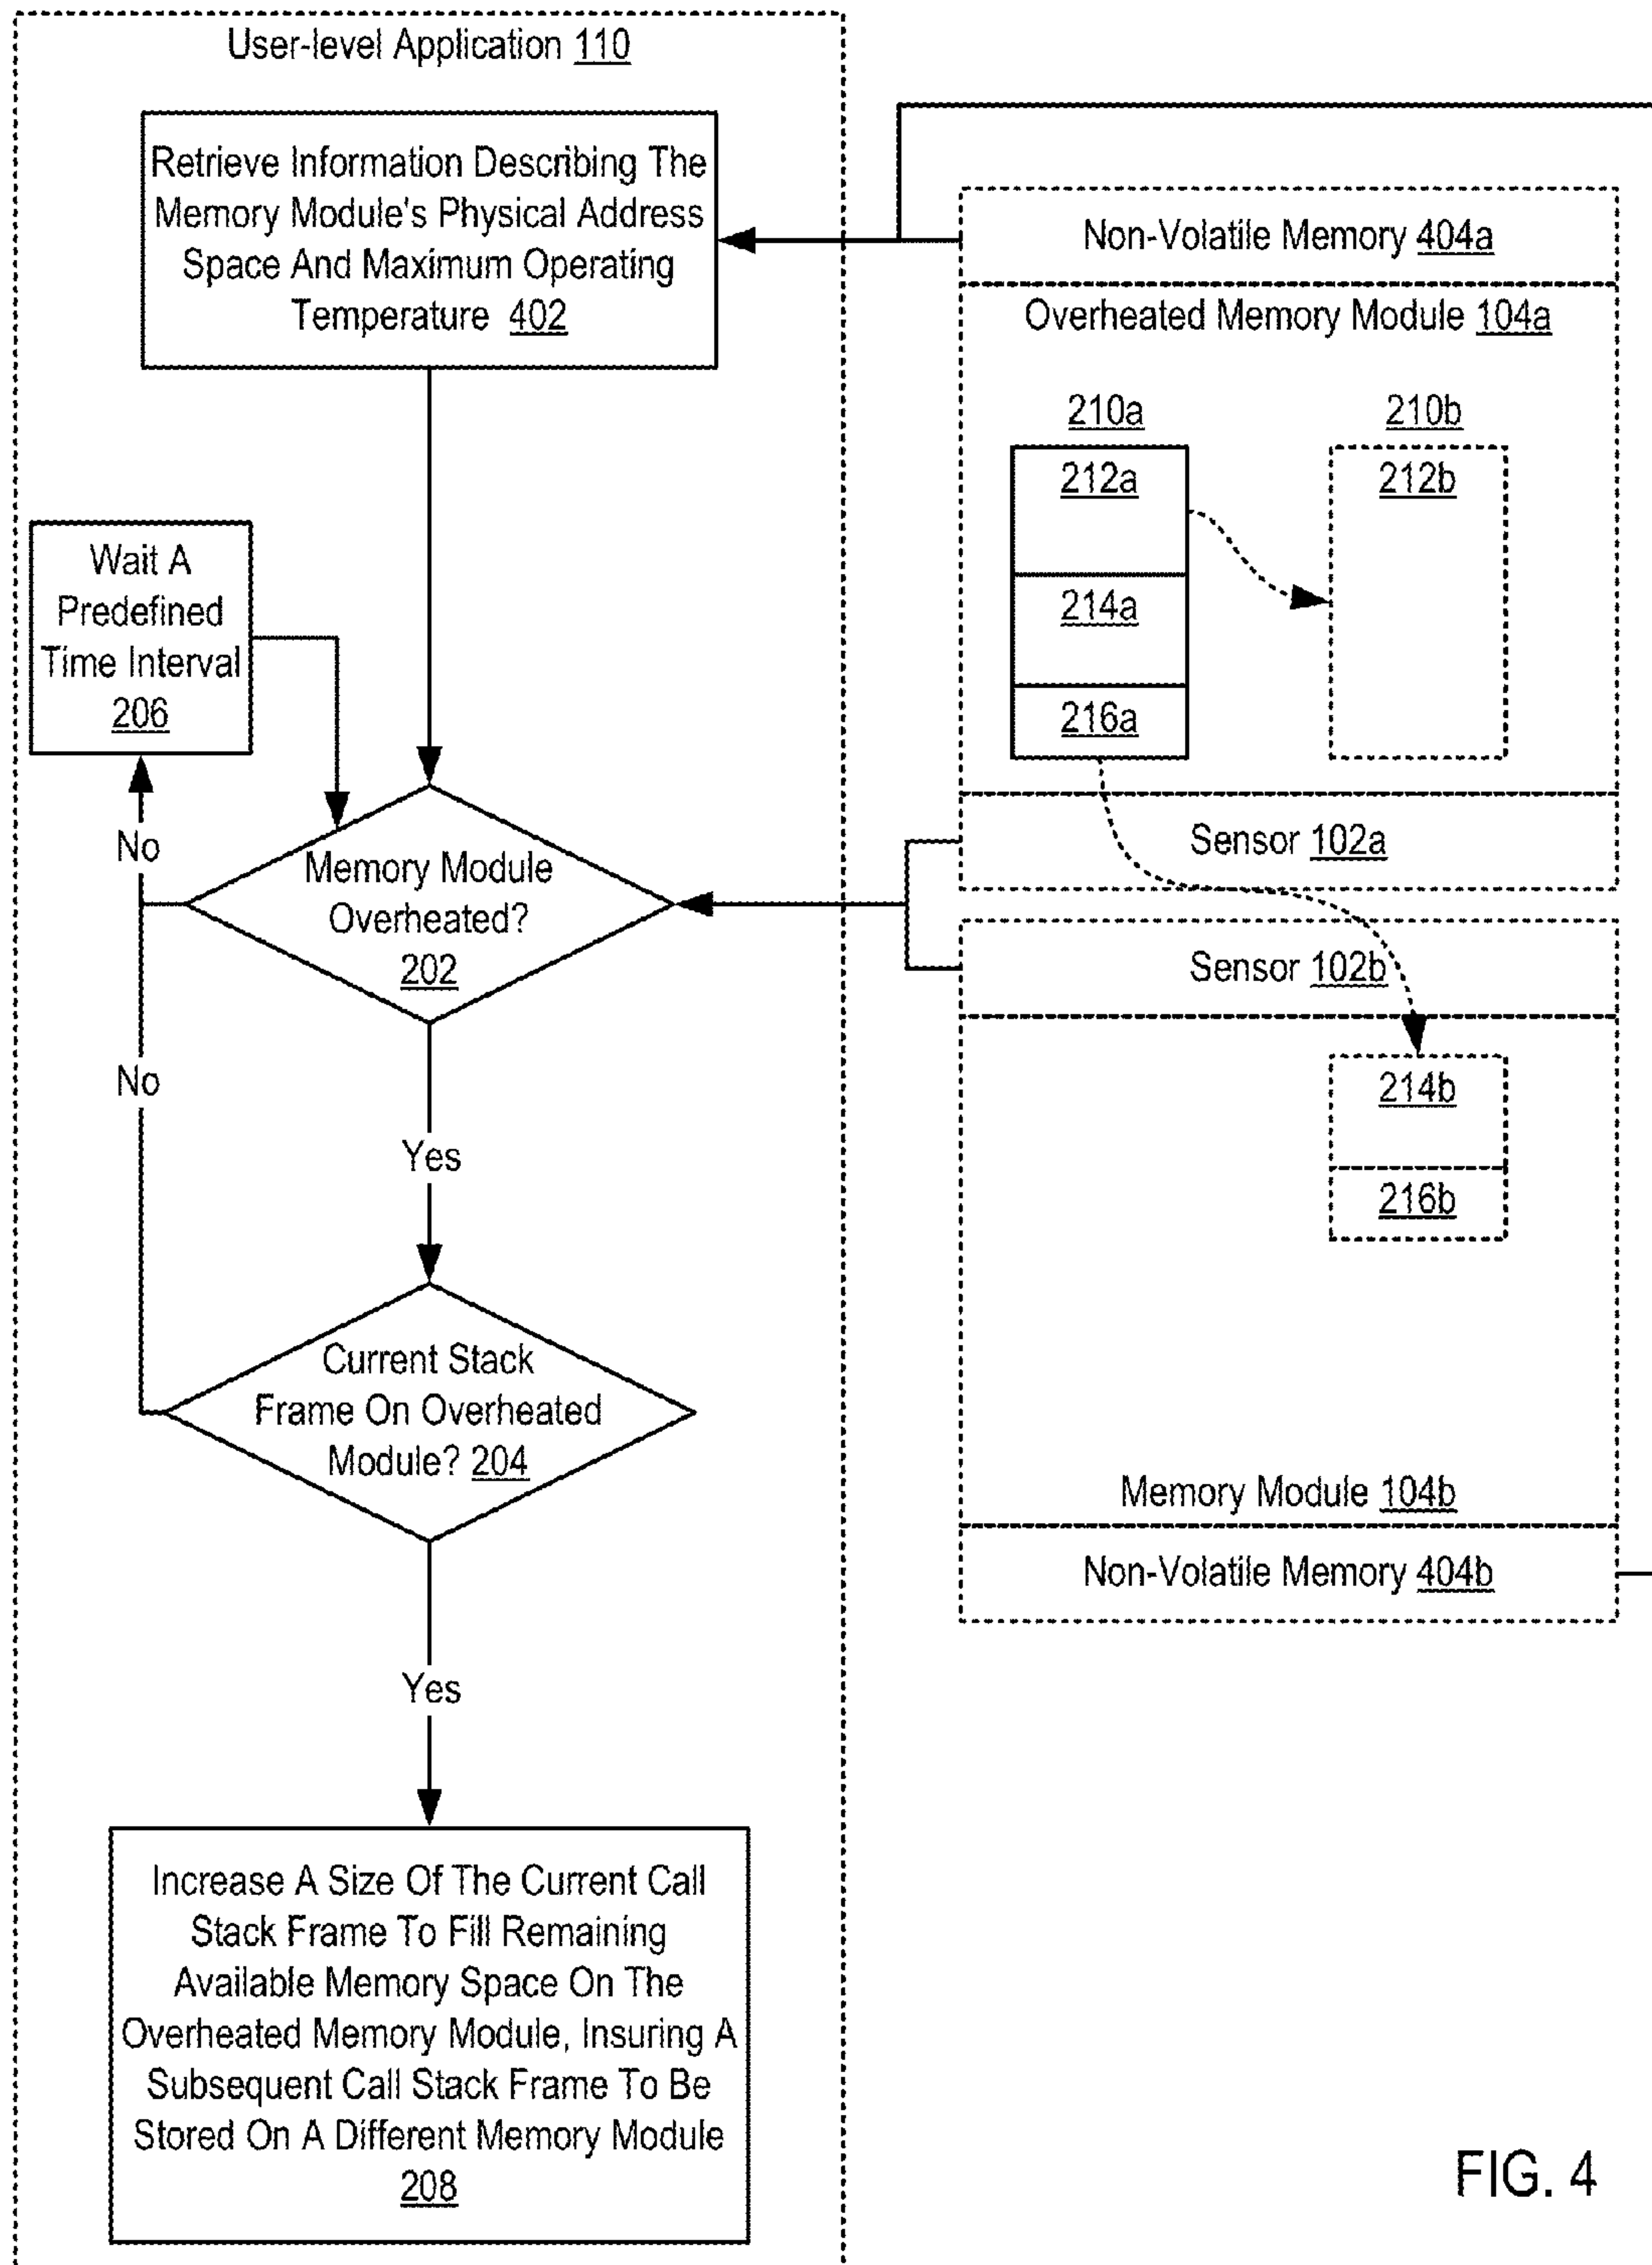 User-level Application 110
Retrieve Information Describing The
Memory Module's Physical Address
Space And Maximum Operating
Temperature 402
Wait A
Predefined
Time Interval
206
No
Memory Module
Overheated?
202
No
Yes
Current Stack
Frame On Overheated
Module? 204
Yes
Increase A Size Of The Current Call
Stack Frame To Fill Remaining
Available Memory Space On The
Overheated Memory Module, Insuring A
Subsequent Call Stack Frame To Be
Stored On A Different Memory Module
208
Non-Volatile Memory 404a
Overheated Memory Module 104a
210a
210b
212a
212b
214a
216a
Sensor 102a
Sensor 102b
214b
216b
Memory Module 104b
Non-Volatile Memory 404b
FIG. 4